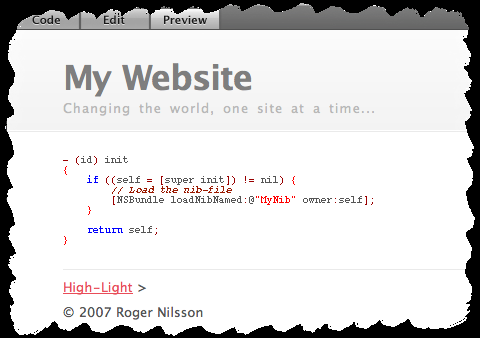 Code Edit Preview
My Website
Changing the world, one site at a time...
- (id) init
{
    if ((self = [super init]) != nil) {
        // Load the nib-file
        [NSBundle loadNibNamed:@"MyNib" owner:self];
    }
    return self;
}
High-Light >
© 2007 Roger Nilsson